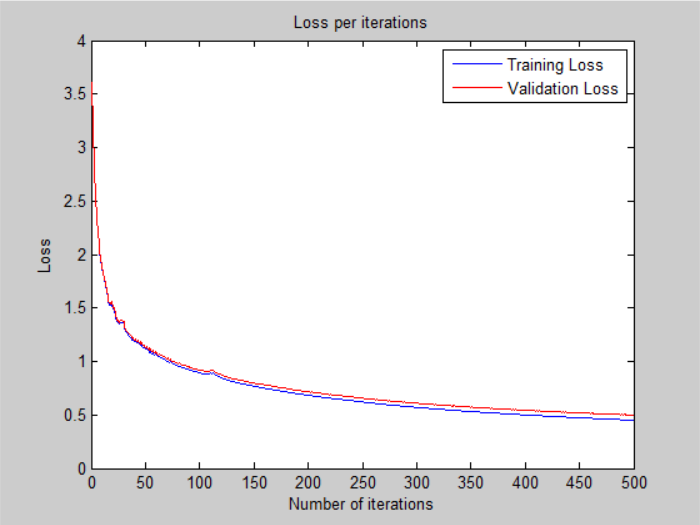 Loss per iterations
4
3.5
3
2.5
2
1.5
1
0.5
0
Loss
Training Loss
Validation Loss
0 50 100 150 200 250 300 350 400 450 500
Number of iterations